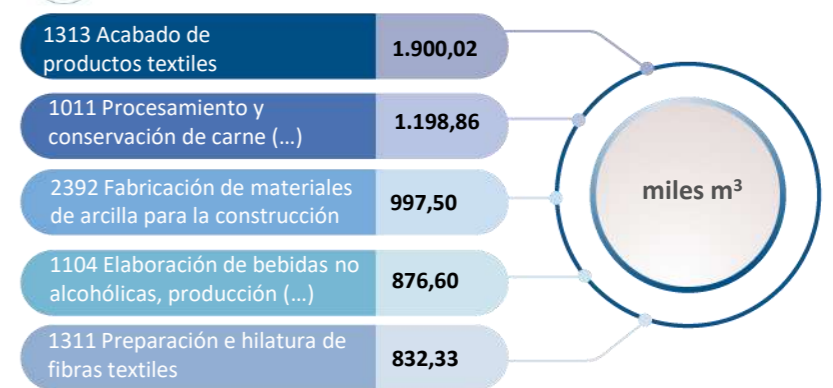 1313 Acabado de
productos textiles
1.900,02
1011 Procesamiento y
conservación de carne (...)
1.198,86
2392 Fabricación de materiales
de arcilla para la construcción
997,50
1104 Elaboración de bebidas no
alcohólicas, producción (...)
876,60
1311 Preparación e hilatura de
fibras textiles
832,33
miles m³